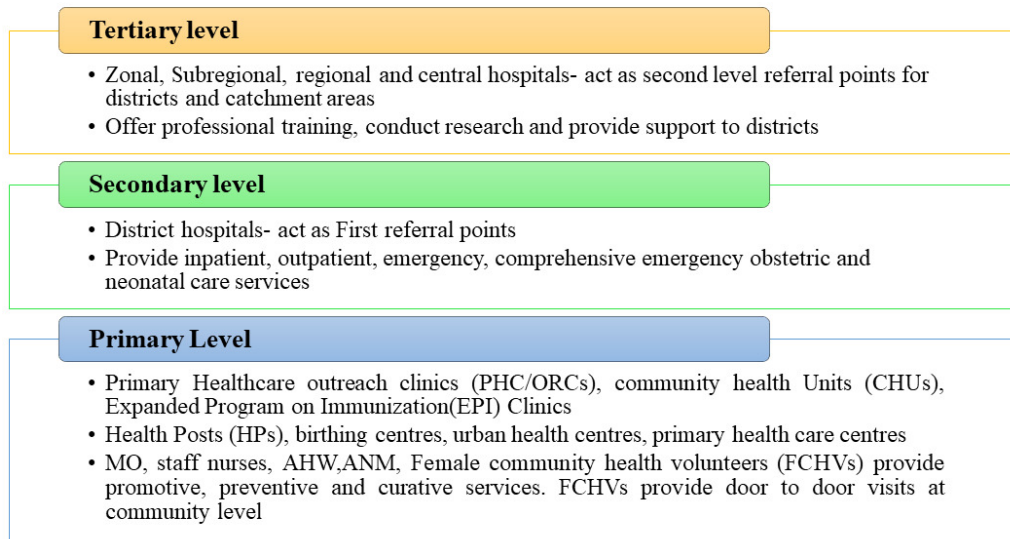 Tertiary level
• Zonal, Subregional, regional and central hospitals- act as second level referral points for
districts and catchment areas
• Offer professional training, conduct research and provide support to districts
Secondary level
• District hospitals- act as First referral points
• Provide inpatient, outpatient, emergency, comprehensive emergency obstetric and
neonatal care services
Primary Level
• Primary Healthcare outreach clinics (PHC/ORCs), community health Units (CHUs),
Expanded Program on Immunization(EPI) Clinics
• Health Posts (HPs), birthing centres, urban health centres, primary health care centres
• MO, staff nurses, AHW,ANM, Female community health volunteers (FCHVs) provide
promotive, preventive and curative services. FCHVs provide door to door visits at
community level